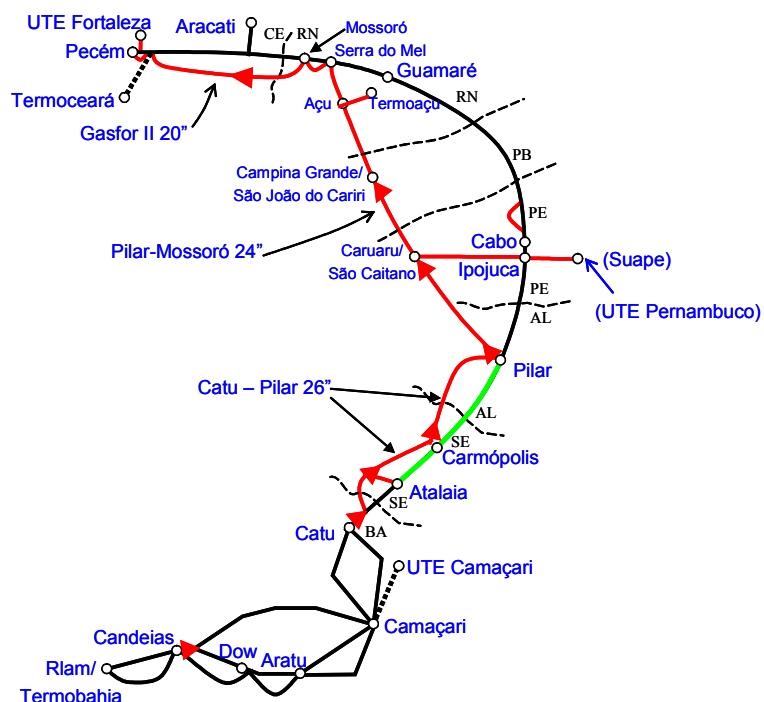 UTE Fortaleza
Aracati
CE
RN
Mossoró
Pecém
Serra do Mel
Guamaré
Termoceará
Açu
Termoaçu
RN
Gasfor II 20”
PB
Campina Grande/
São João do Cariri
PE
Pilar-Mossoró 24”
Cabo
Caruaru/
São Caitano
Ipojuca
(Suape)
PE
AL
(UTE Pernambuco)
Pilar
Catu – Pilar 26”
AL
SE
Carmópolis
Atalaia
SE
BA
Catu
UTE Camaçari
Camaçari
Candeias
Dow
Aratu
Rlam/
Termobahia